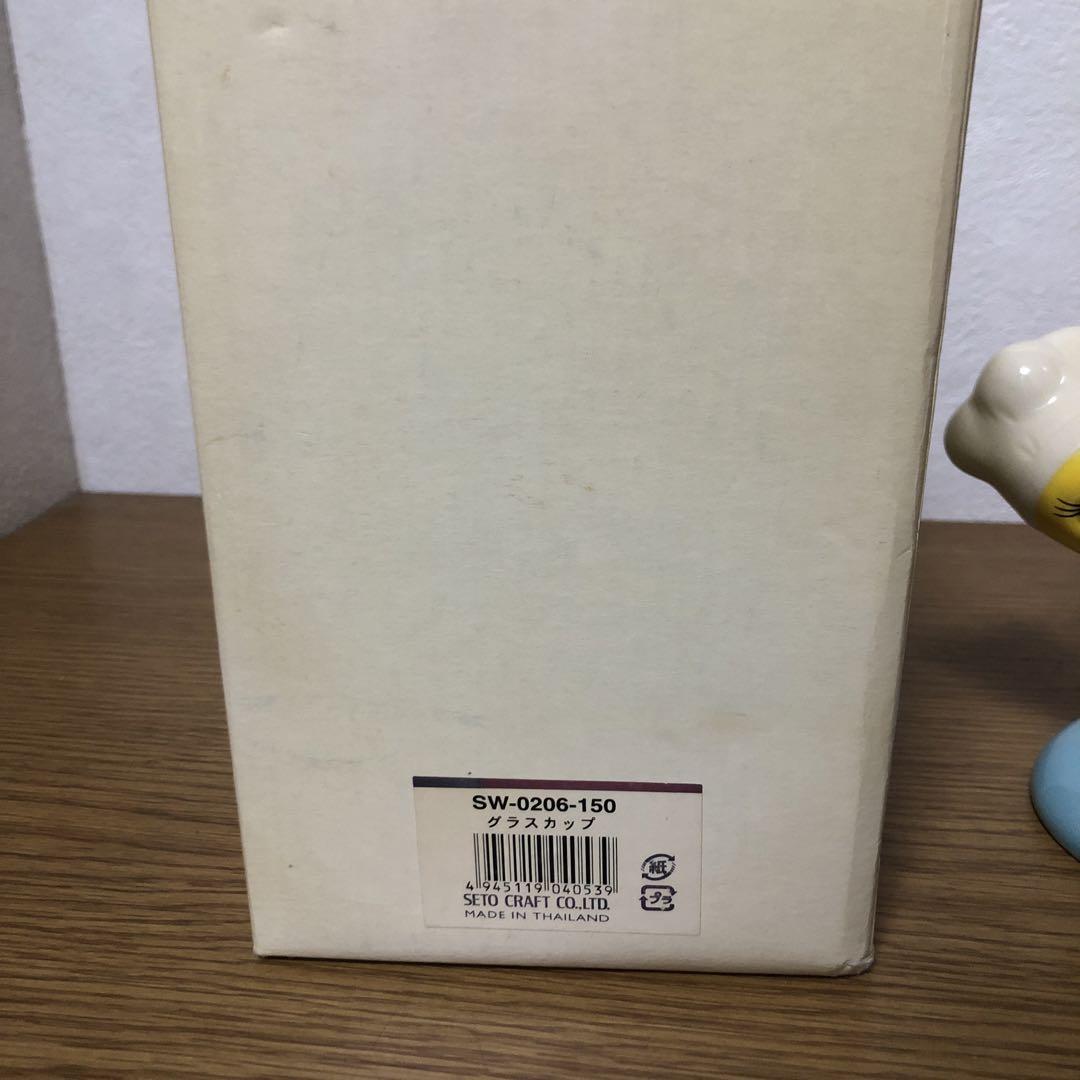 SW-0206-150
グラスカップ
4 945119 040539
SETO CRAFT CO.,LTD.
MADE IN THAILAND
紙
プラ